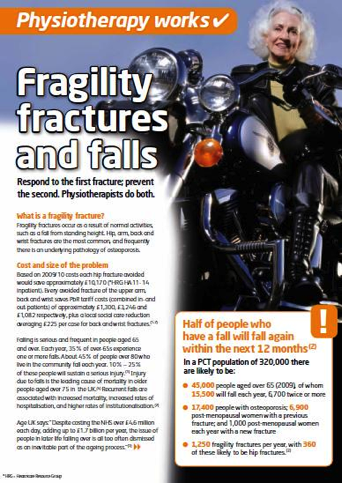 Physiotherapy works ✓
Fragility
fractures
and falls
Respond to the first fracture; prevent
the second. Physiotherapists do both.
What is a fragility fracture?
Fragility fractures occur as a result of normal activities,
such as a fall from standing height. Hip, arm, back and
wrist fractures are the most common, and frequently
there is an underlying pathology of osteoporosis.
Cost and size of the problem
Based on 2009/10 costs each hip fracture avoided
would save approximately £10,170 (*HRG HA11-14
inpatient). Every avoided fracture of the upper arm,
back and wrist saves PbR tariff costs (combined in- and
out patients) of approximately £1,300, £3,246 and
£1,082 respectively, plus a local social care reduction
averaging £225 per case for back and wrist fractures.
Falling is serious and frequent in people aged 65
and over. Each year, 35% of over 65s experience
one or more falls. About 45% of people over 80 who
live in the community fall each year. 10% – 25%
of these people will sustain a serious injury. Injury
due to falls is the leading cause of mortality in older
people aged over 75 in the UK. Recurrent falls are
associated with increased mortality, increased rates of
hospitalisation, and higher rates of institutionalisation.
Age UK says "Despite costing the NHS over £4.6 million
each day, adding up to £1.7 billion per year, the issue of
people in later life falling over is all too often dismissed
as an inevitable part of the ageing process."
!
Half of people who
have a fall will fall again
within the next 12 months(2)
In a PCT population of 320,000 there
are likely to be:
● 45,000 people aged over 65 (2009), of whom
15,500 will fall each year, 6,700 twice or more
● 17,400 people with osteoporosis; 6,900
post-menopausal women with a previous
fracture; and 1,000 post-menopausal women
each year with a new fracture
● 1,250 fragility fractures per year, with 360
of these likely to be hip fractures.
*HRG - Healthcare Resource Group